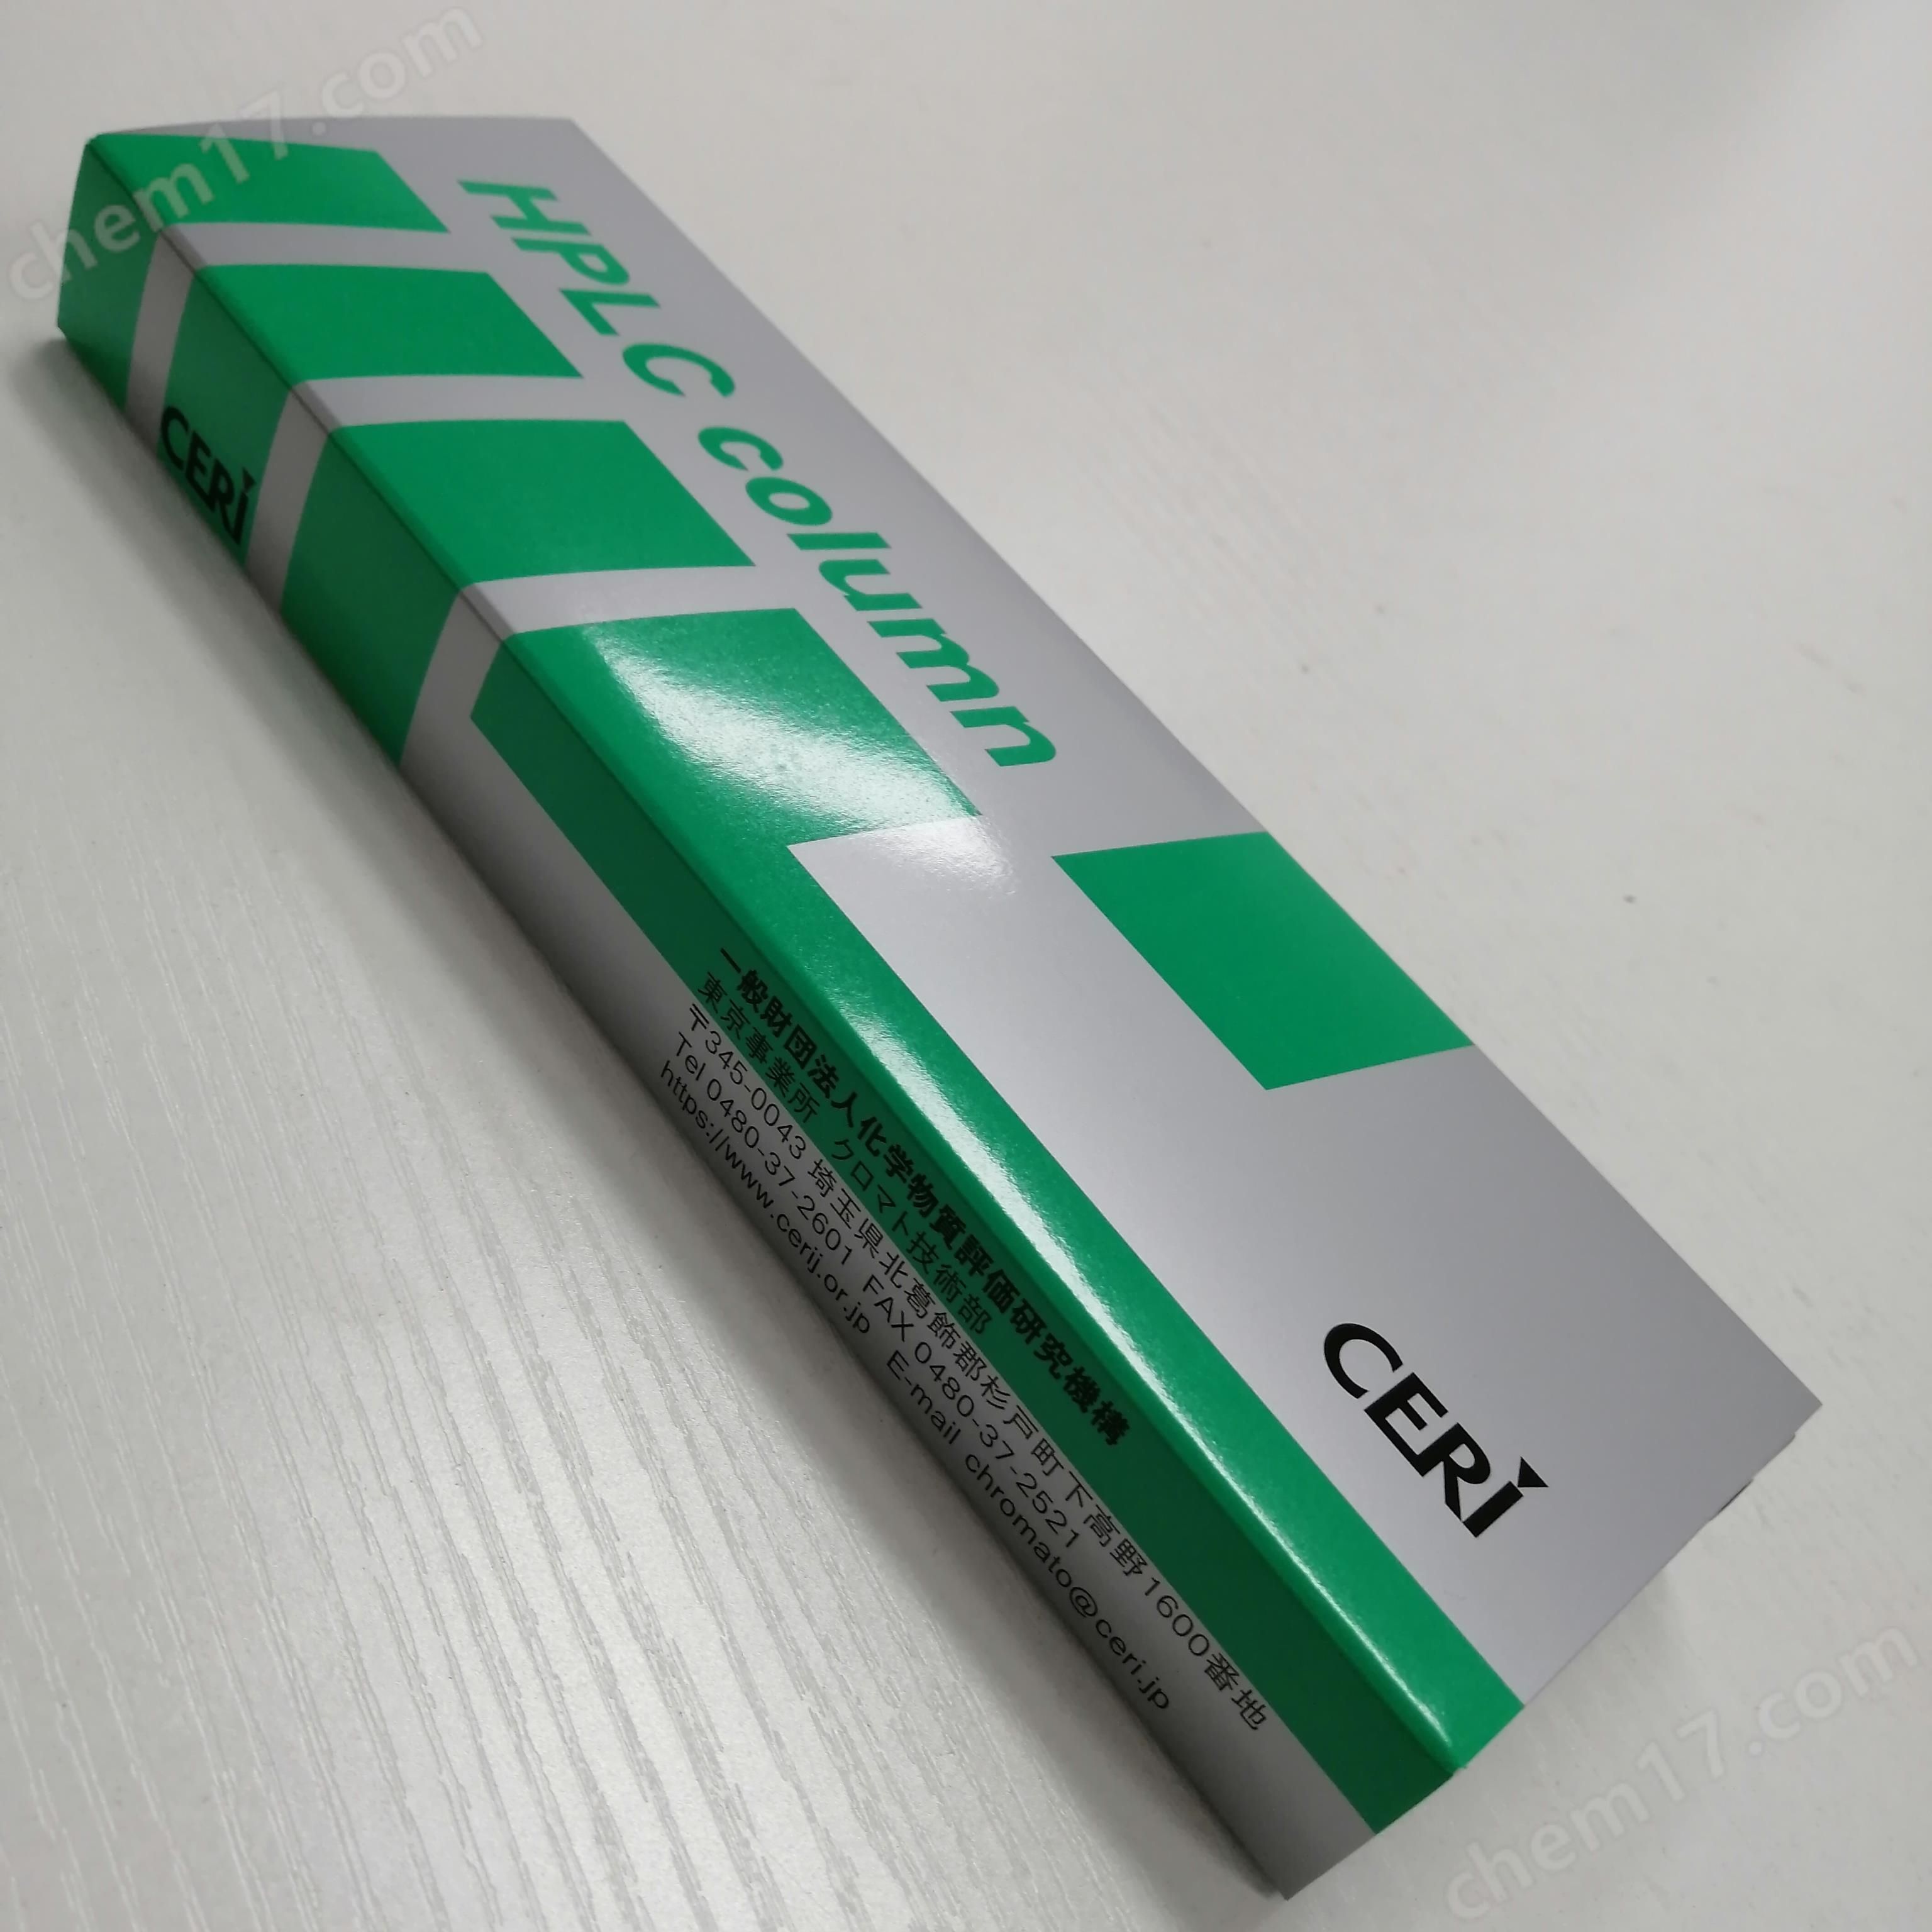 chem17.com
HPLC column
CERI
CERI
一般財団法人化学物質評価研究機構
東京事業所 クロマト技術部
〒345-0043 埼玉県北葛飾郡杉戸町下高野1600番地
Tel 0480-37-2601 FAX 0480-37-2521
https://www.cerij.or.jp E-mail chromato@ceri.jp
chem17.com